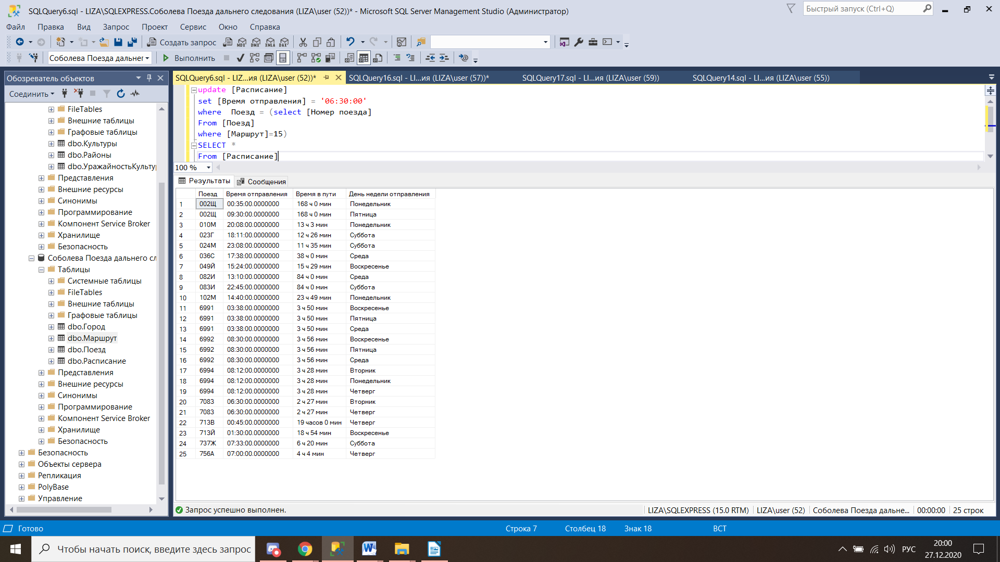 SQLQuery6.sql - LIZA\SQLEXPRESS.Соболева Поезда дальнего следования (LIZA\user (52))* - Microsoft SQL Server Management Studio (Администратор)
Быстрый запуск (Ctrl+Q)
Файл Правка Вид Запрос Проект Сервис Окно Справка
Создать запрос
Соболева Поезда дальнег Выполнить
Обозреватель объектов
Соединить
FileTables
Внешние таблицы
Графовые таблицы
dbo.Культуры
dbo.Районы
dbo.УражайностьКульту
Представления
Внешние ресурсы
Синонимы
Программирование
Компонент Service Broker
Хранилище
Безопасность
Соболева Поезда дальнего сл
Таблицы
Системные таблицы
FileTables
Внешние таблицы
Графовые таблицы
dbo.Город
dbo.Маршрут
dbo.Поезд
dbo.Расписание
Представления
Внешние ресурсы
Синонимы
Программирование
Компонент Service Broker
Хранилище
Безопасность
Безопасность
Объекты сервера
Репликация
PolyBase
Управление
SQLQuery6.sql - LIZ...ия (LIZA\user (52))* SQLQuery16.sql - LI...ия (LIZA\user (57))* SQLQuery17.sql - LI...ия (LIZA\user (59)) SQLQuery14.sql - LI...ия (LIZA\user (55))
update [Расписание]
set [Время отправления] = '06:30:00'
where Поезд = (select [Номер поезда]
From [Поезд]
where [Маршрут]=15)
SELECT *
From [Расписание]
100 %
Результаты Сообщения
Поезд Время отправления Время в пути День недели отправления
1 002Щ 00:35:00.0000000 168 ч 0 мин Понедельник
2 002Щ 09:30:00.0000000 168 ч 0 мин Пятница
3 010М 20:08:00.0000000 13 ч 3 мин Понедельник
4 023Г 18:11:00.0000000 12 ч 26 мин Суббота
5 024М 23:08:00.0000000 11 ч 35 мин Суббота
6 036С 17:38:00.0000000 38 ч 0 мин Среда
7 049Й 15:24:00.0000000 15 ч 29 мин Воскресенье
8 082И 13:10:00.0000000 84 ч 0 мин Среда
9 083И 22:45:00.0000000 84 ч 0 мин Суббота
10 102М 14:40:00.0000000 23 ч 49 мин Понедельник
11 6991 03:38:00.0000000 3 ч 50 мин Воскресенье
12 6991 03:38:00.0000000 3 ч 50 мин Пятница
13 6991 03:38:00.0000000 3 ч 50 мин Среда
14 6992 08:30:00.0000000 3 ч 56 мин Воскресенье
15 6992 08:30:00.0000000 3 ч 56 мин Пятница
16 6992 08:30:00.0000000 3 ч 56 мин Среда
17 6994 08:12:00.0000000 3 ч 28 мин Вторник
18 6994 08:12:00.0000000 3 ч 28 мин Понедельник
19 6994 08:12:00.0000000 3 ч 28 мин Четверг
20 7083 06:30:00.0000000 2 ч 27 мин Вторник
21 7083 06:30:00.0000000 2 ч 27 мин Четверг
22 713В 00:45:00.0000000 19 часов 0 мин Четверг
23 713Й 01:30:00.0000000 18 ч 54 мин Воскресенье
24 737Ж 07:33:00.0000000 6 ч 20 мин Суббота
25 756А 07:00:00.0000000 4 ч 4 мин Четверг
Запрос успешно выполнен. LIZA\SQLEXPRESS (15.0 RTM) LIZA\user (52) Соболева Поезда дальне... 00:00:00 25 строк
Готово Строка 7 Столбец 18 Знак 18 ВСТ
Чтобы начать поиск, введите здесь запрос
РУС
20:00
27.12.2020